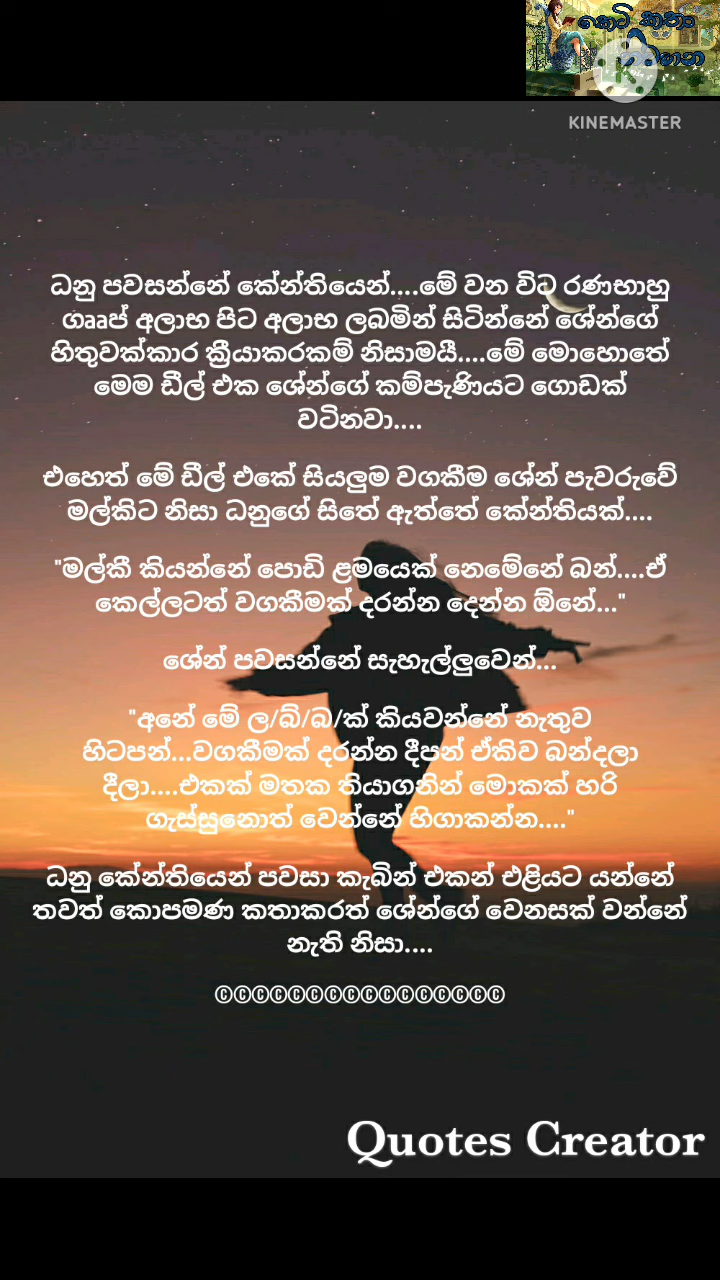 කෙටි කතා
KINEMASTER
ධනු පවසන්නේ කේන්තියෙන්....මේ වන විට රණභාහු
ගෲප් අලාභ පිට අලාභ ලබමින් සිටින්නේ ශේන්ගේ
හිතුවක්කාර ක්‍රීයාකරකම් නිසාමයී....මේ මොහොතේ
මෙම ඩීල් එක ශේන්ගේ කම්පැණියට ගොඩක්
වටිනවා....
එහෙත් මේ ඩීල් එකේ සියලුම වගකීම ශේන් පැවරුවේ
මල්කිට නිසා ධනුගේ සිතේ ඇත්තේ කේන්තියක්....
"මල්කී කියන්නේ පොඩි ළමයෙක් නෙමේනේ බන්....ඒ
කෙල්ලටත් වගකීමක් දරන්න දෙන්න ඕනේ..."
ශේන් පවසන්නේ සැහැල්ලුවෙන්...
"අනේ මේ ල/බ්/බ/ක් කියවන්නේ නැතුව
හිටපන්...වගකීමක් දරන්න දීපන් ඒකිව බන්දලා
දීලා....එකක් මතක තියාගනින් මොකක් හරි
ගැස්සුනොත් වෙන්නේ හිගාකන්න...."
ධනු කේන්තියෙන් පවසා කැබින් එකන් එළියට යන්නේ
තවත් කොපමණ කතාකරත් ශේන්ගේ වෙනසක් වන්නේ
නැති නිසා....
©©©©©©©©©©©©©©©©
Quotes Creator